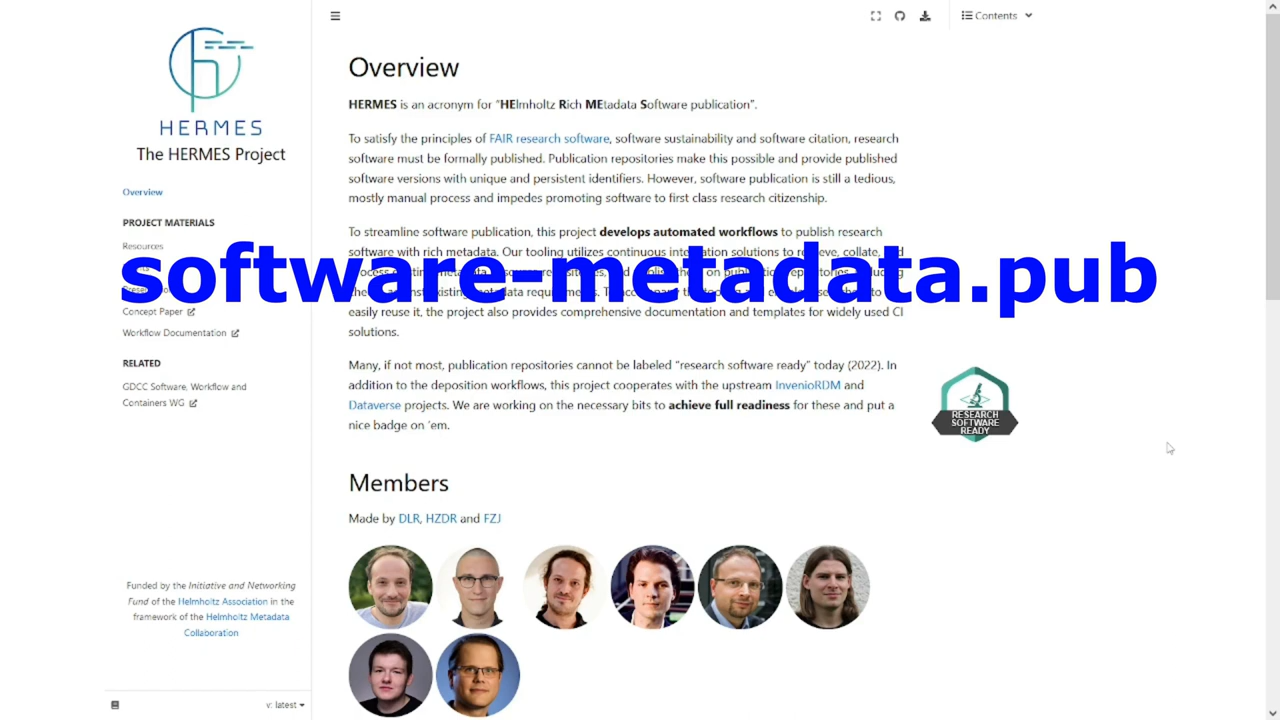 HERMES
The HERMES Project
Overview
PROJECT MATERIALS
Resources
Concept Paper
Workflow Documentation
RELATED
GDCC Software, Workflow and
Containers WG
Funded by the Initiative and Networking
Fund of the Helmholtz Association in the
framework of the Helmholtz Metadata
Collaboration
v: latest
Contents
Overview
HERMES is an acronym for “HElmholtz Rich MEtadata Software publication”.
To satisfy the principles of FAIR research software, software sustainability and software citation, research
software must be formally published. Publication repositories make this possible and provide published
software versions with unique and persistent identifiers. However, software publication is still a tedious,
mostly manual process and impedes promoting software to first class research citizenship.
To streamline software publication, this project develops automated workflows to publish research
software with rich metadata. Our tooling utilizes continuous integration solutions to retrieve, collate, and
software-metadata.pub
easily reuse it, the project also provides comprehensive documentation and templates for widely used CI
solutions.
Many, if not most, publication repositories cannot be labeled “research software ready” today (2022). In
addition to the deposition workflows, this project cooperates with the upstream InvenioRDM and
Dataverse projects. We are working on the necessary bits to achieve full readiness for these and put a
nice badge on ’em.
RESEARCH
SOFTWARE
READY
Members
Made by DLR, HZDR and FZJ